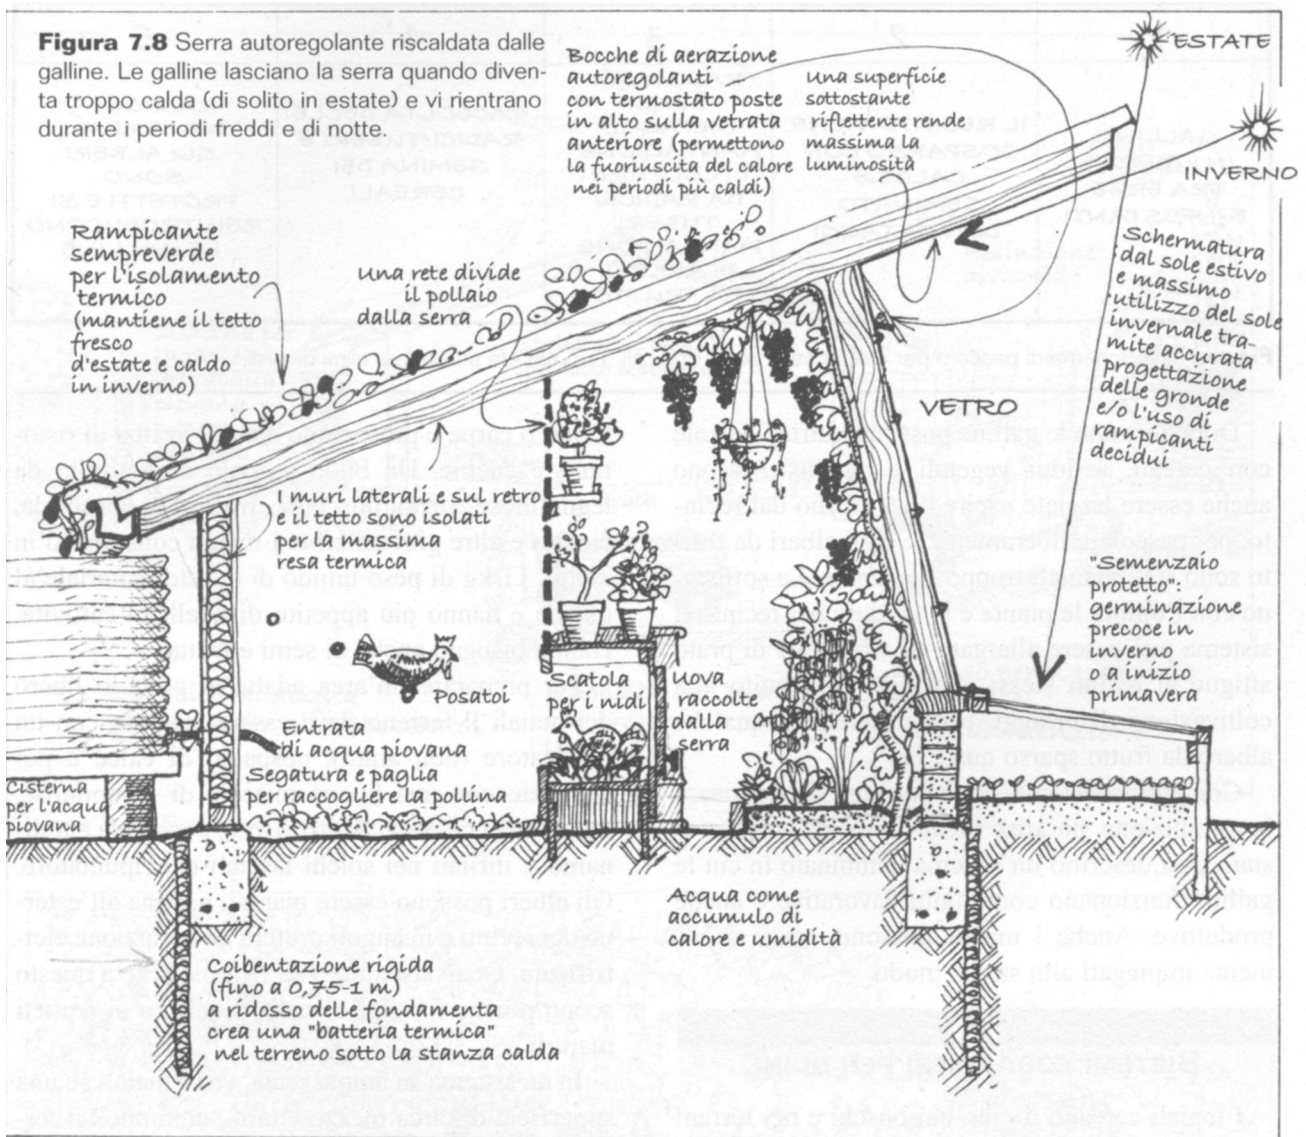 Figura 7.8 Serra autoregolante riscaldata dalle
galline. Le galline lasciano la serra quando diven-
ta troppo calda (di solito in estate) e vi rientrano
durante i periodi freddi e di notte.
Bocche di aerazione
autoregolanti
con termostato poste
in alto sulla vetrata
anteriore (permettono
la fuoriuscita del calore
nei periodi più caldi)
una superficie
sottostante
riflettente rende
massima la
luminosità
ESTATE
INVERNO
Rampicante
sempreverde
per l'isolamento
termico
(mantiene il tetto
fresco
d'estate e caldo
in inverno)
una rete divide
il pollaio
dalla serra
Schermatura
dal sole estivo
e massimo
utilizzo del sole
invernale tra-
mite accurata
progettazione
delle gronde
e/o l'uso di
rampicanti
decidui
VETRO
I muri laterali e sul retro
e il tetto sono isolati
per la massima
resa termica
"Semenzaio
protetto":
germinazione
precoce in
inverno
o a inizio
primavera
Posatoi
Scatola
per i nidi
uova
raccolte
dalla
serra
Entrata
di acqua piovana
Segatura e paglia
per raccogliere la pollina
Cisterna
per l'acqua
piovana
Acqua come
accumulo di
calore e umidità
Coibentazione rigida
(fino a 0,75-1 m)
a ridosso delle fondamenta
crea una "batteria termica"
nel terreno sotto la stanza calda